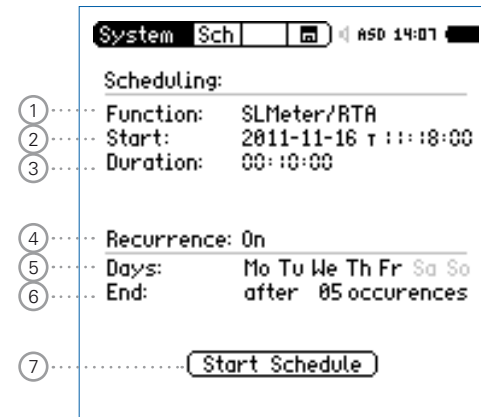 System Sch ASD 14:07
Scheduling:
1 Function: SLMeter/RTA
2 Start: 2011-11-16 T 11:18:00
3 Duration: 00:10:00
4 Recurrence: On
5 Days: Mo Tu We Th Fr Sa So
6 End: after 05 occurences
7 Start Schedule